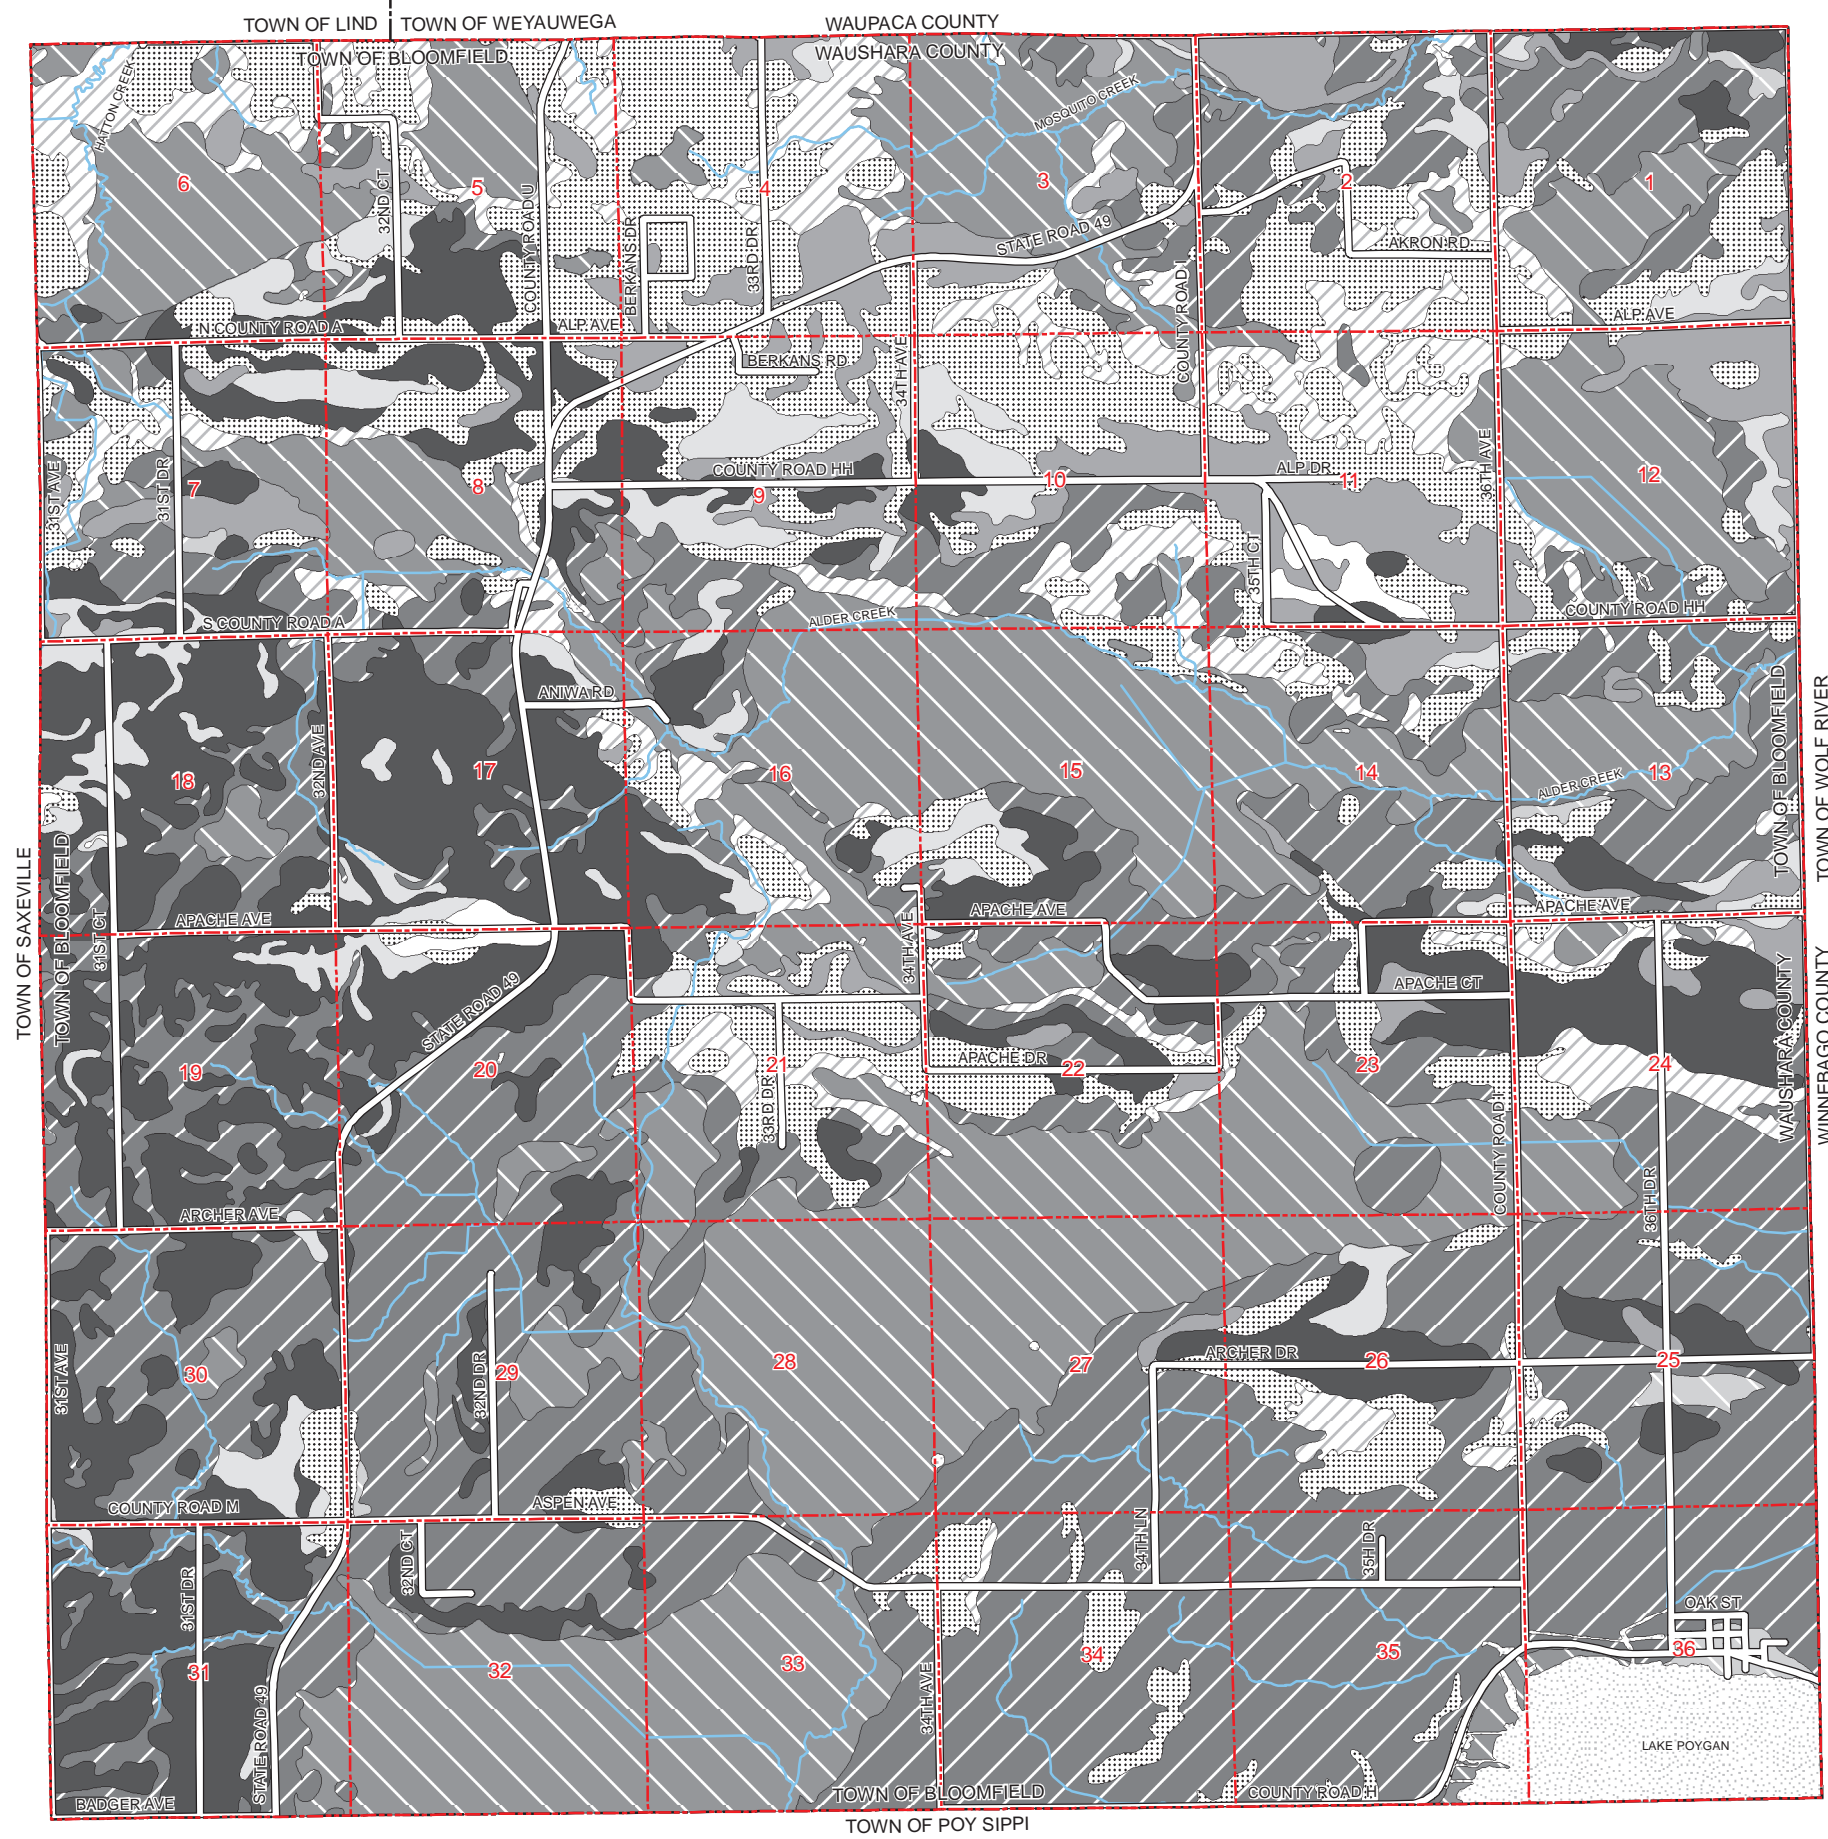 TOWN OF LIND
TOWN OF WEYAUWEGA
WAUPACA COUNTY
TOWN OF BLOOMFIELD
WAUSHARA COUNTY
HATTON CREEK
MOSQUITO CREEK
6
5
4
3
2
1
32ND CT
COUNTY ROAD U
BERKANS DR
33RD DR
STATE ROAD 49
COUNTY ROAD I
AKRON RD
N COUNTY ROAD A
ALP AVE
ALP AVE
BERKANS RD
34TH AVE
36TH AVE
31ST AVE
31ST DR
7
8
9
10
11
12
COUNTY ROAD HH
ALP DR
35TH CT
S COUNTY ROAD A
ALDER CREEK
COUNTY ROAD HH
ANIWA RD
32ND AVE
18
17
16
15
14
13
ALDER CREEK
TOWN OF BLOOMFIELD
TOWN OF WOLF RIVER
TOWN OF SAXEVILLE
TOWN OF BLOOMFIELD
31ST CT
APACHE AVE
34TH AVE
APACHE AVE
APACHE AVE
APACHE CT
STATE ROAD 49
APACHE DR
33RD DR
19
20
21
22
23
24
WAUSHARA COUNTY
WINNEBAGO COUNTY
COUNTY ROAD I
36TH DR
ARCHER AVE
31ST AVE
32ND DR
ARCHER DR
30
29
28
27
26
25
COUNTY ROAD M
ASPEN AVE
32ND CT
31ST DR
34TH LN
35H DR
OAK ST
31
32
33
34
35
36
STATE ROAD 49
34TH AVE
LAKE POYGAN
BADGER AVE
TOWN OF BLOOMFIELD
COUNTY ROAD H
TOWN OF POY SIPPI